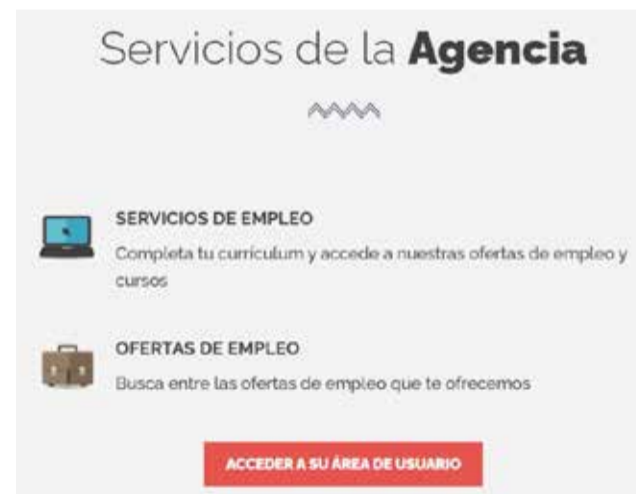 Servicios de la Agencia
SERVICIOS DE EMPLEO
Completa tu currículum y accede a nuestras ofertas de empleo y
cursos
OFERTAS DE EMPLEO
Busca entre las ofertas de empleo que te ofrecemos
ACCEDER A SU ÁREA DE USUARIO